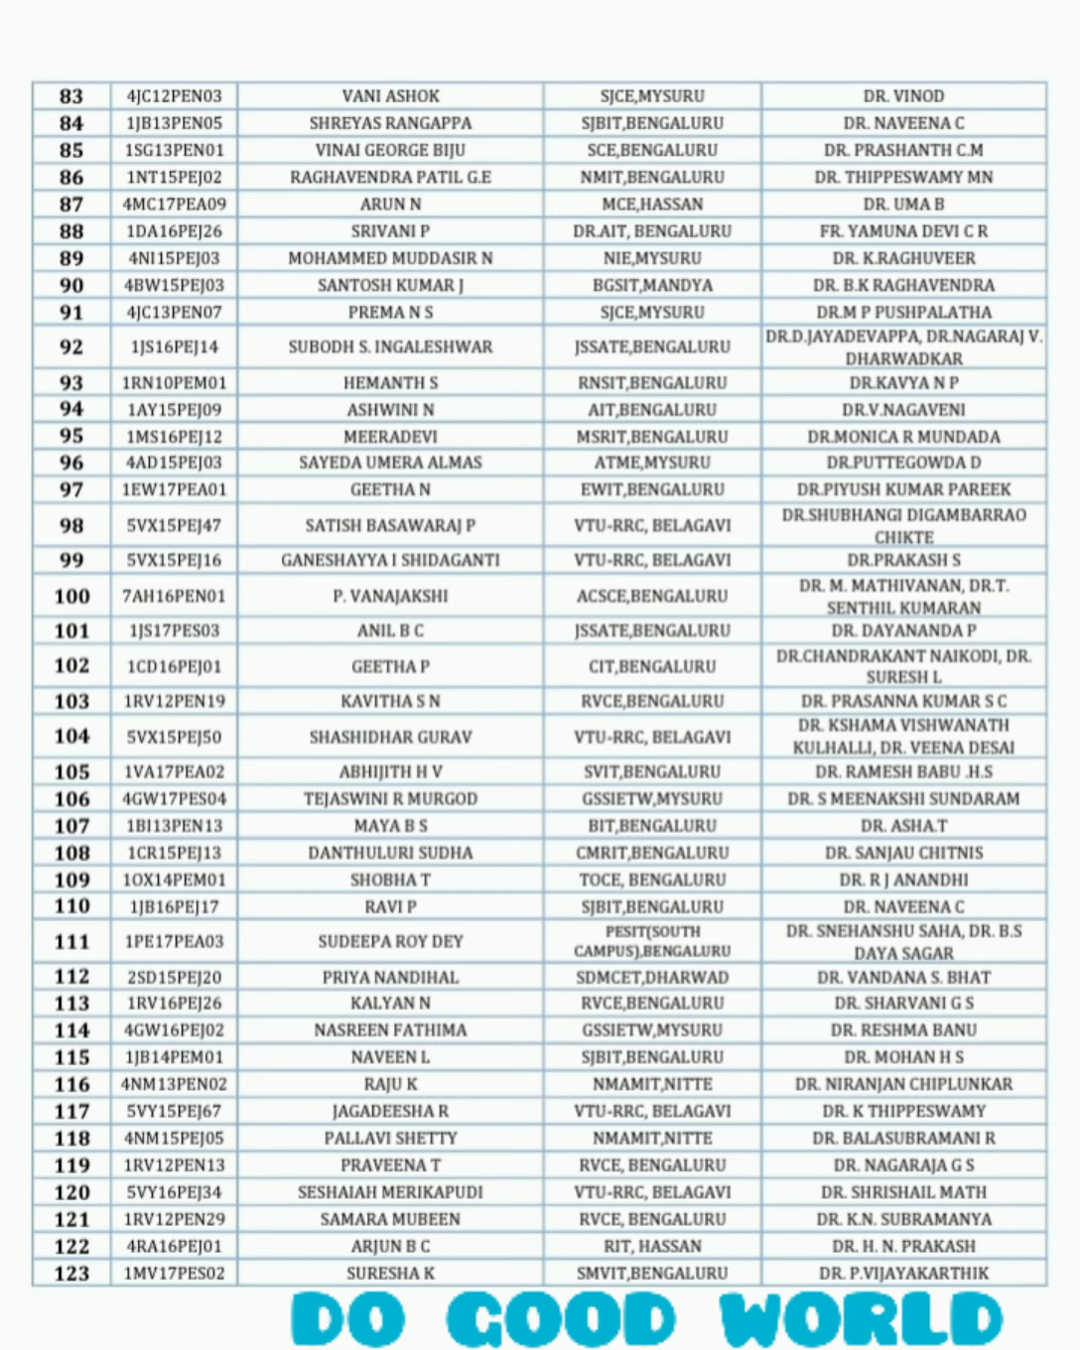 83 4JC12PEN03 VANI ASHOK SJCE,MYSURU DR. VINOD
84 1JB13PEN05 SHREYAS RANGAPPA SJBIT,BENGALURU DR. NAVEENA C
85 1SG13PEN01 VINAI GEORGE BIJU SCE,BENGALURU DR. PRASHANTH C.M
86 1NT15PEJ02 RAGHAVENDRA PATIL G.E NMIT,BENGALURU DR. THIPPESWAMY MN
87 4MC17PEA09 ARUN N MCE,HASSAN DR. UMA B
88 1DA16PEJ26 SRIVANI P DR.AIT, BENGALURU FR. YAMUNA DEVI C R
89 4NI15PEJ03 MOHAMMED MUDDASIR N NIE,MYSURU DR. K.RAGHUVEER
90 4BW15PEJ03 SANTOSH KUMAR J BGSIT,MANDYA DR. B.K RAGHAVENDRA
91 4JC13PEN07 PREMA N S SJCE,MYSURU DR.M P PUSHPALATHA
92 1JS16PEJ14 SUBODH S. INGALESHWAR JSSATE,BENGALURU DR.D.JAYADEVAPPA, DR.NAGARAJ V.
DHARWADKAR
93 1RN10PEM01 HEMANTH S RNSIT,BENGALURU DR.KAVYA N P
94 1AY15PEJ09 ASHWINI N AIT,BENGALURU DR.V.NAGAVENI
95 1MS16PEJ12 MEERADEVI MSRIT,BENGALURU DR.MONICA R MUNDADA
96 4AD15PEJ03 SAYEDA UMERA ALMAS ATME,MYSURU DR.PUTTEGOWDA D
97 1EW17PEA01 GEETHA N EWIT,BENGALURU DR.PIYUSH KUMAR PAREEK
98 5VX15PEJ47 SATISH BASAWARAJ P VTU-RRC, BELAGAVI DR.SHUBHANGI DIGAMBARRAO
CHIKTE
99 5VX15PEJ16 GANESHAYYA I SHIDAGANTI VTU-RRC, BELAGAVI DR.PRAKASH S
100 7AH16PEN01 P. VANAJAKSHI ACSCE,BENGALURU DR. M. MATHIVANAN, DR.T.
SENTHIL KUMARAN
101 1JS17PES03 ANIL B C JSSATE,BENGALURU DR. DAYANANDA P
102 1CD16PEJ01 GEETHA P CIT,BENGALURU DR.CHANDRAKANT NAIKODI, DR.
SURESH L
103 1RV12PEN19 KAVITHA S N RVCE,BENGALURU DR. PRASANNA KUMAR S C
104 5VX15PEJ50 SHASHIDHAR GURAV VTU-RRC, BELAGAVI DR. KSHAMA VISHWANATH
KULHALLI, DR. VEENA DESAI
105 1VA17PEA02 ABHIJITH H V SVIT,BENGALURU DR. RAMESH BABU .H.S
106 4GW17PES04 TEJASWINI R MURGOD GSSIETW,MYSURU DR. S MEENAKSHI SUNDARAM
107 1BI13PEN13 MAYA B S BIT,BENGALURU DR. ASHA.T
108 1CR15PEJ13 DANTHULURI SUDHA CMRIT,BENGALURU DR. SANJAU CHITNIS
109 1OX14PEM01 SHOBHA T TOCE, BENGALURU DR. R J ANANDHI
110 1JB16PEJ17 RAVI P SJBIT,BENGALURU DR. NAVEENA C
111 1PE17PEA03 SUDEEPA ROY DEY PESIT(SOUTH DR. SNEHANSHU SAHA, DR. B.S
CAMPUS),BENGALURU DAYA SAGAR
112 2SD15PEJ20 PRIYA NANDIHAL SDMCET,DHARWAD DR. VANDANA S. BHAT
113 1RV16PEJ26 KALYAN N RVCE,BENGALURU DR. SHARVANI G S
114 4GW16PEJ02 NASREEN FATHIMA GSSIETW,MYSURU DR. RESHMA BANU
115 1JB14PEM01 NAVEEN L SJBIT,BENGALURU DR. MOHAN H S
116 4NM13PEN02 RAJU K NMAMIT,NITTE DR. NIRANJAN CHIPLUNKAR
117 5VY15PEJ67 JAGADEESHA R VTU-RRC, BELAGAVI DR. K THIPPESWAMY
118 4NM15PEJ05 PALLAVI SHETTY NMAMIT,NITTE DR. BALASUBRAMANI R
119 1RV12PEN13 PRAVEENA T RVCE, BENGALURU DR. NAGARAJA G S
120 5VY16PEJ34 SESHAIAH MERIKAPUDI VTU-RRC, BELAGAVI DR. SHRISHAIL MATH
121 1RV12PEN29 SAMARA MUBEEN RVCE, BENGALURU DR. K.N. SUBRAMANYA
122 4RA16PEJ01 ARJUN B C RIT, HASSAN DR. H. N. PRAKASH
123 1MV17PES02 SURESHA K SMVIT,BENGALURU DR. P.VIJAYAKARTHIK
DO GOOD WORLD